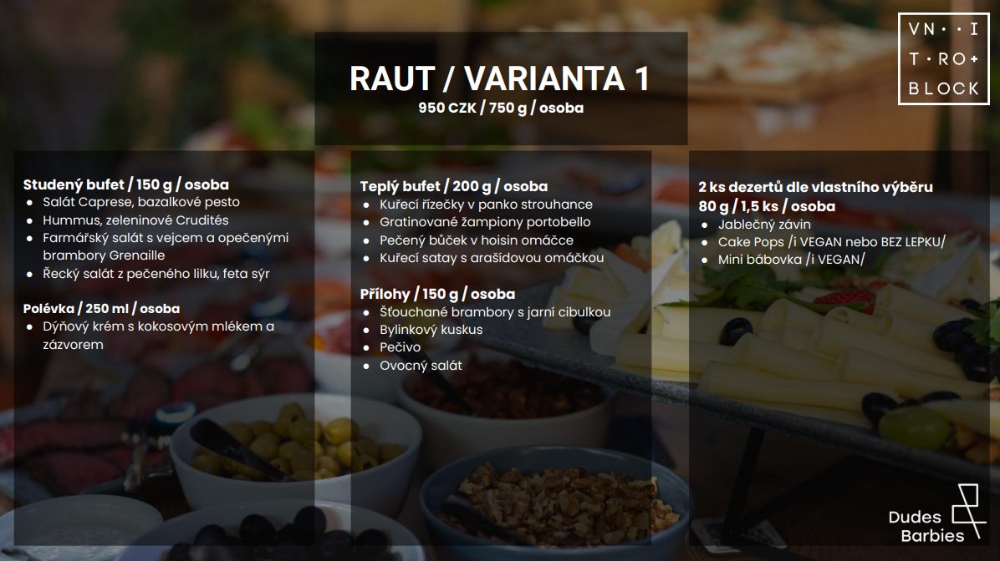 VN··I
T·RO+
BLOCK
RAUT / VARIANTA 1
950 CZK / 750 g / osoba
Studený bufet / 150 g / osoba
● Salát Caprese, bazalkové pesto
● Hummus, zeleninové Crudités
● Farmářský salát s vejcem a opečenými
brambory Grenaille
● Řecký salát z pečeného lilku, feta sýr
Polévka / 250 ml / osoba
● Dýňový krém s kokosovým mlékem a
zázvorem
Teplý bufet / 200 g / osoba
● Kuřecí řízečky v panko strouhance
● Gratinované žampiony portobello
● Pečený bůček v hoisin omáčce
● Kuřecí satay s arašídovou omáčkou
Přílohy / 150 g / osoba
● Šťouchané brambory s jarní cibulkou
● Bylinkový kuskus
● Pečivo
● Ovocný salát
2 ks dezertů dle vlastního výběru
80 g / 1,5 ks / osoba
● Jablečný závin
● Cake Pops /i VEGAN nebo BEZ LEPKU/
● Mini bábovka /i VEGAN/
Dudes
Barbies